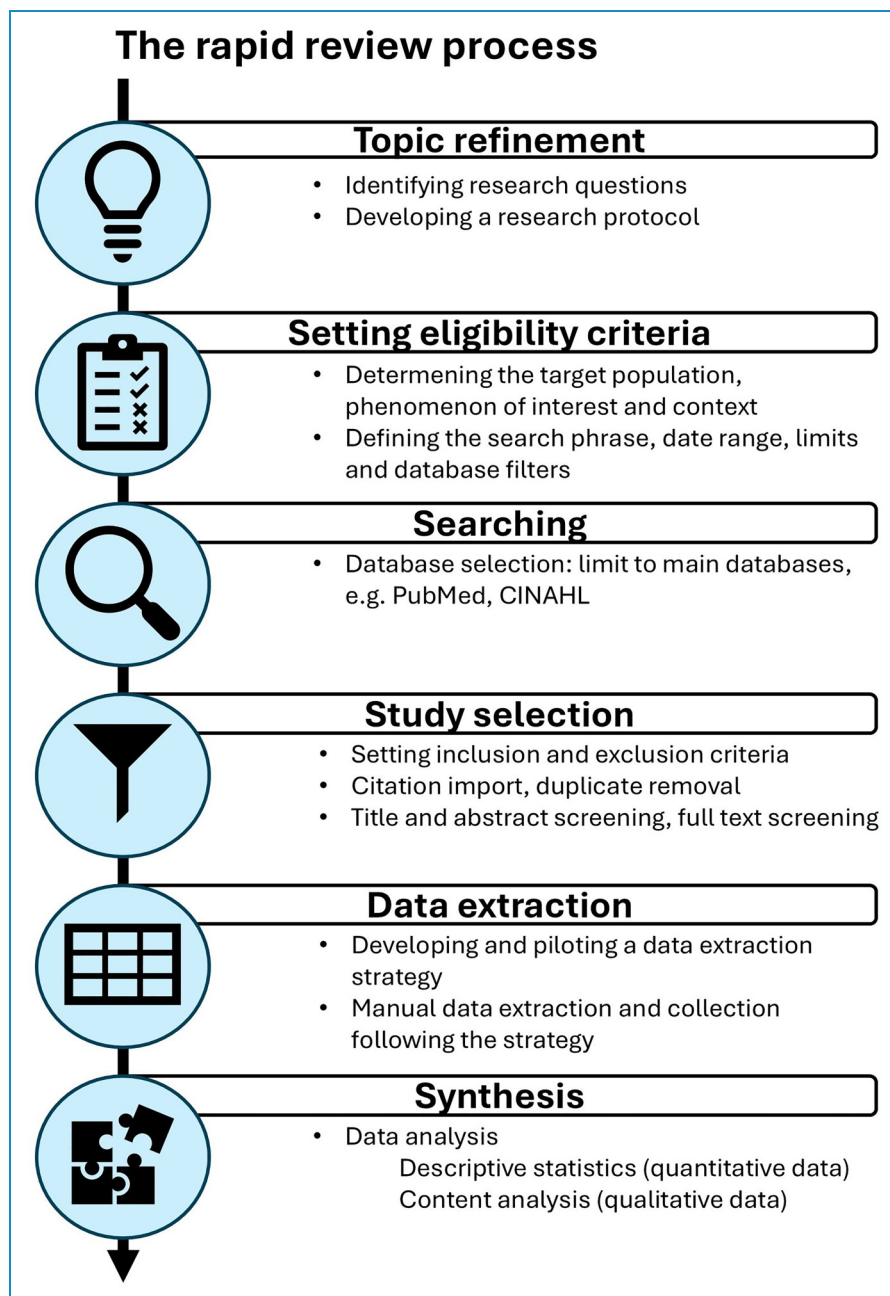 The rapid review process
Topic refinement
• Identifying research questions
• Developing a research protocol
Setting eligibility criteria
• Determening the target population,
phenomenon of interest and context
• Defining the search phrase, date range, limits
and database filters
Searching
• Database selection: limit to main databases,
e.g. PubMed, CINAHL
Study selection
• Setting inclusion and exclusion criteria
• Citation import, duplicate removal
• Title and abstract screening, full text screening
Data extraction
• Developing and piloting a data extraction
strategy
• Manual data extraction and collection
following the strategy
Synthesis
• Data analysis
Descriptive statistics (quantitative data)
Content analysis (qualitative data)